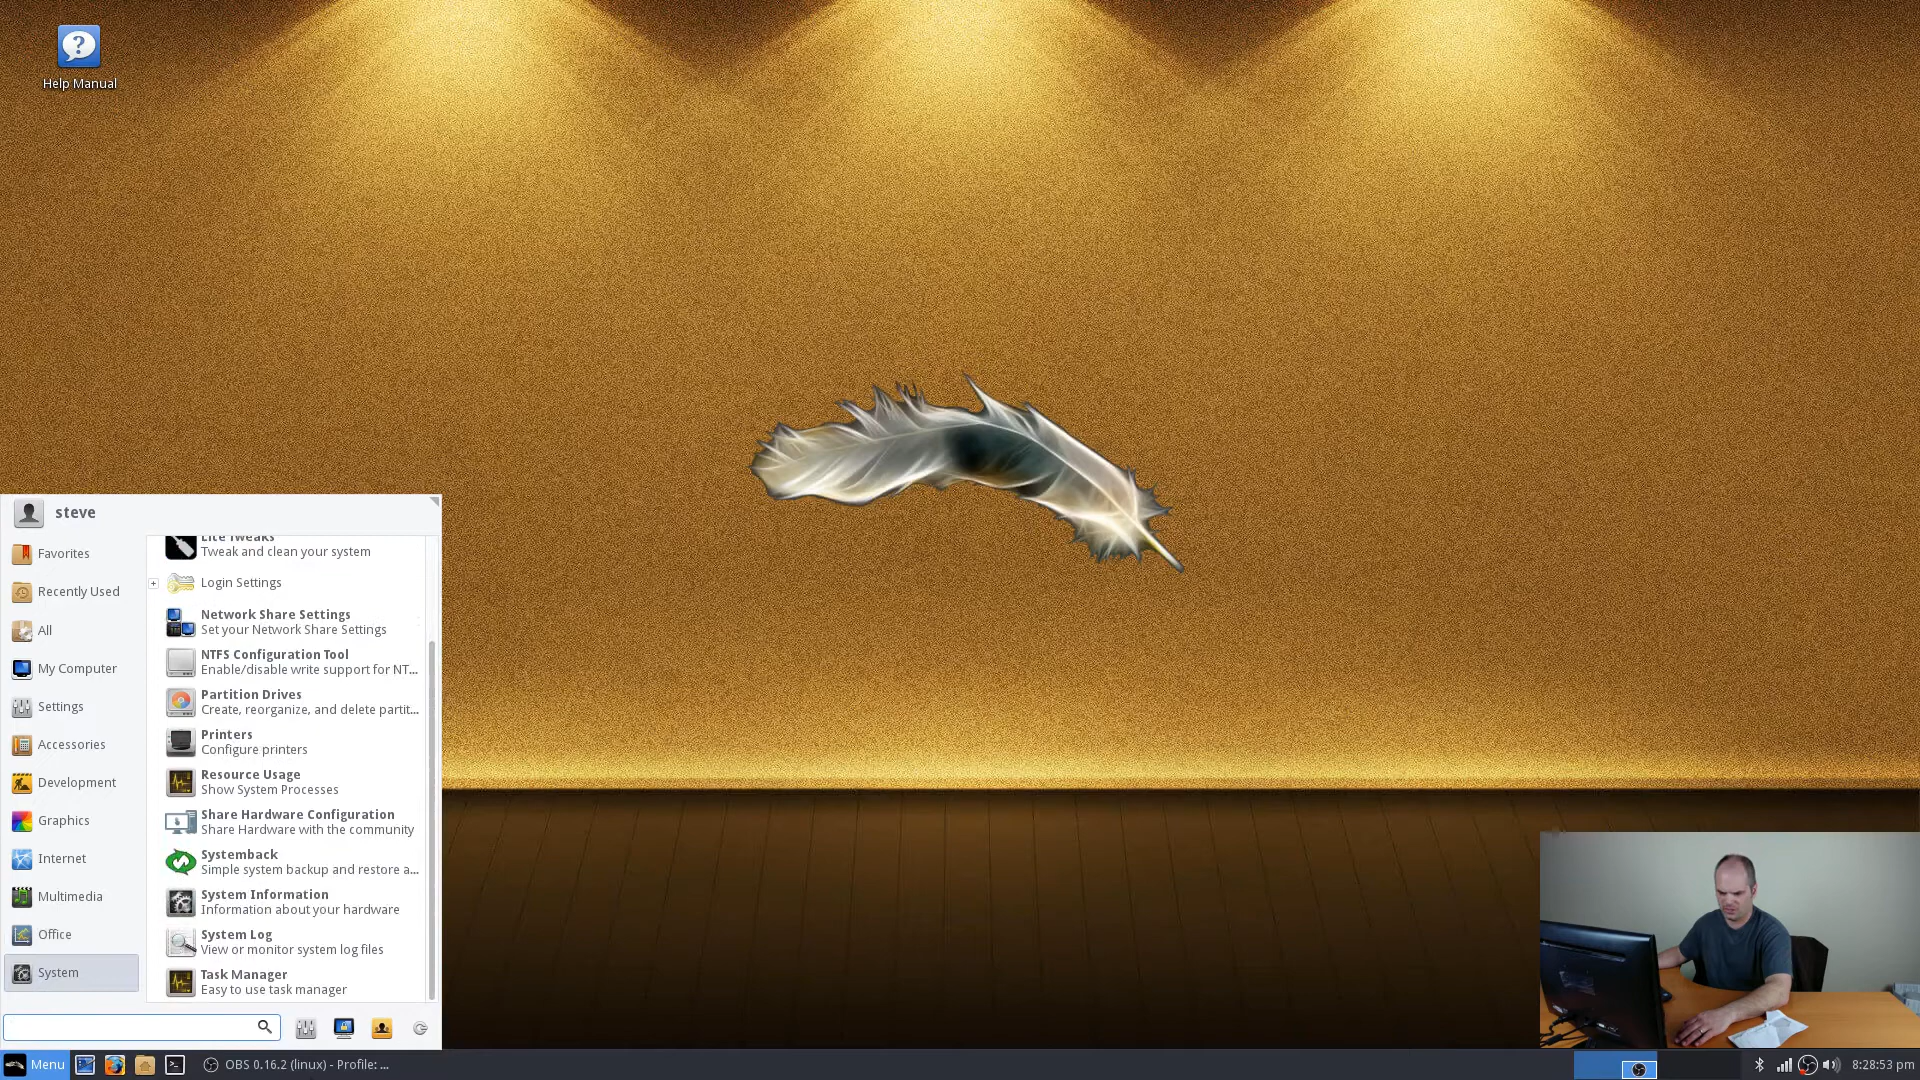 Help Manual
steve
Favorites
Recently Used
All
My Computer
Settings
Accessories
Development
Graphics
Internet
Multimedia
Office
System
Lite Tweaks
Tweak and clean your system
Login Settings
Network Share Settings
Set your Network Share Settings
NTFS Configuration Tool
Enable/disable write support for NT...
Partition Drives
Create, reorganize, and delete partit...
Printers
Configure printers
Resource Usage
Show System Processes
Share Hardware Configuration
Share Hardware with the community
Systemback
Simple system backup and restore a...
System Information
Information about your hardware
System Log
View or monitor system log files
Task Manager
Easy to use task manager
Menu
OBS 0.16.2 (linux) - Profile: ...
8:28:53 pm